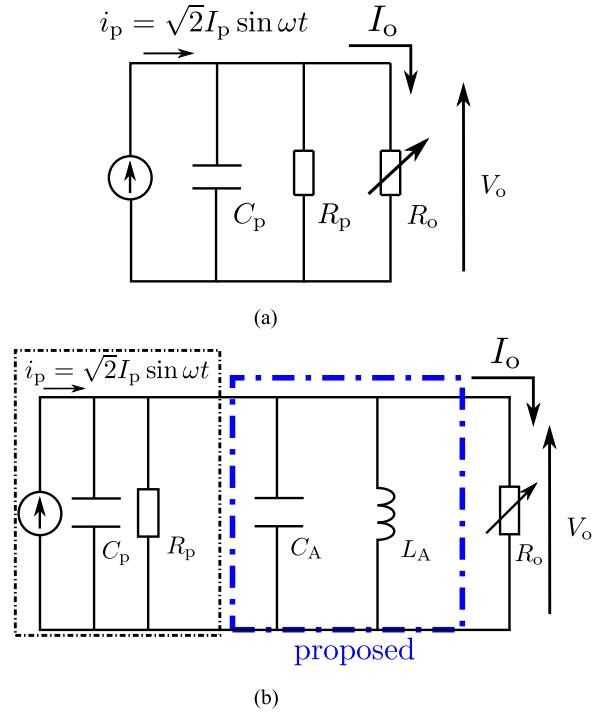 i_p = √2 I_p sin ωt
I_o
C_p
R_p
R_o
V_o
(a)
i_p = √2 I_p sin ωt
I_o
C_p
R_p
C_A
L_A
R_o
V_o
proposed
(b)